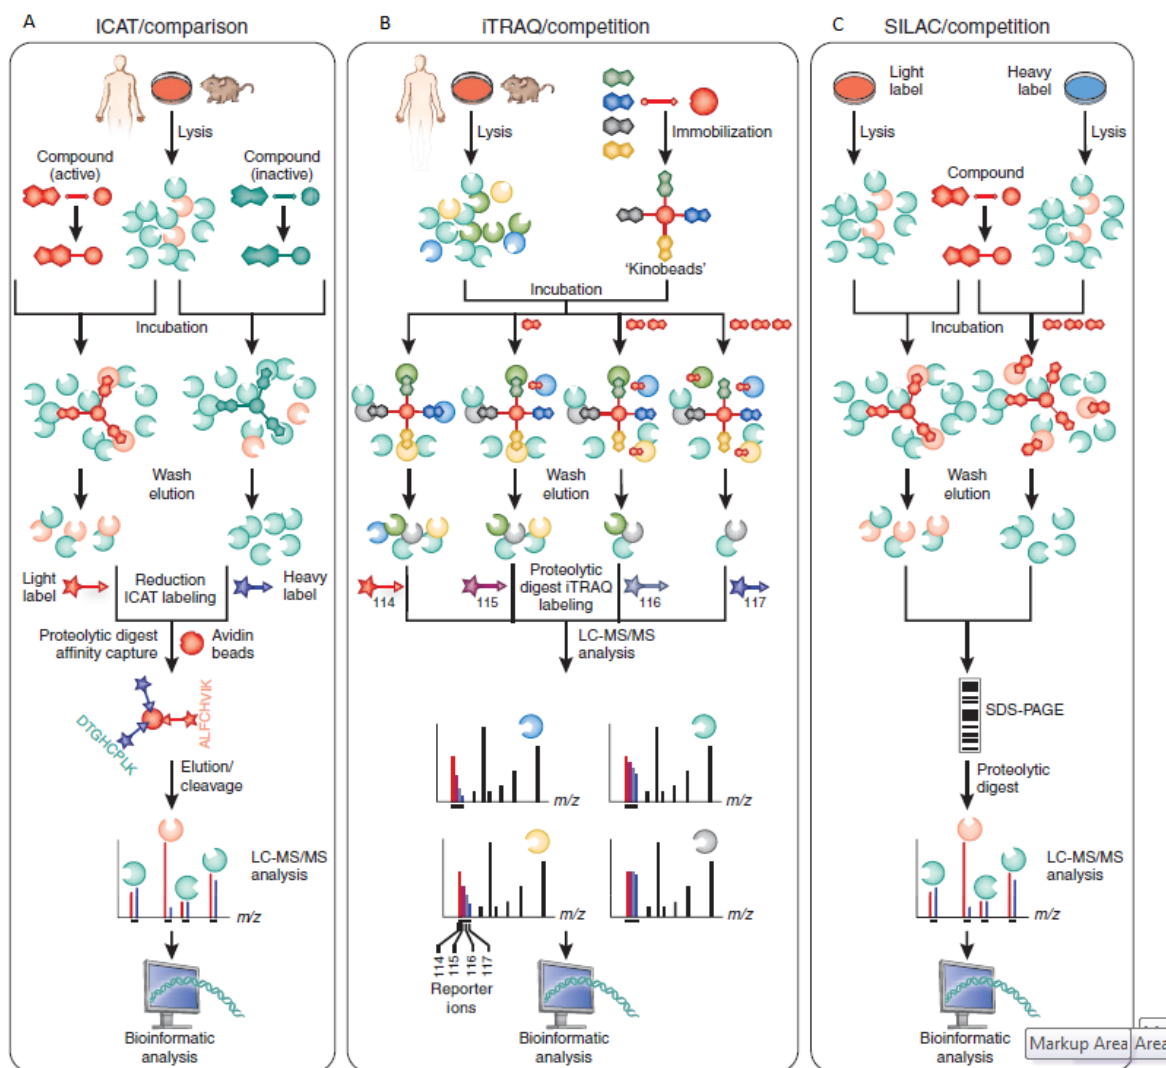 A
ICAT/comparison
Lysis
Compound
(active)
Compound
(inactive)
Incubation
Wash
elution
Light
label
Reduction
ICAT labeling
Heavy
label
Proteolytic digest
affinity capture
Avidin
beads
DTGHCPLK
ALFCHVIK
Elution/
cleavage
LC-MS/MS
analysis
m/z
Bioinformatic
analysis
B
iTRAQ/competition
Lysis
Immobilization
'Kinobeads'
Incubation
Wash
elution
114
115
Proteolytic
digest iTRAQ
labeling
116
117
LC-MS/MS
analysis
m/z
m/z
m/z
m/z
114
115
116
117
Reporter
ions
Bioinformatic
analysis
C
SILAC/competition
Light
label
Heavy
label
Lysis
Lysis
Compound
Incubation
Wash
elution
SDS-PAGE
Proteolytic
digest
LC-MS/MS
analysis
m/z
Bioinformatic
analysis
Markup Area
Area